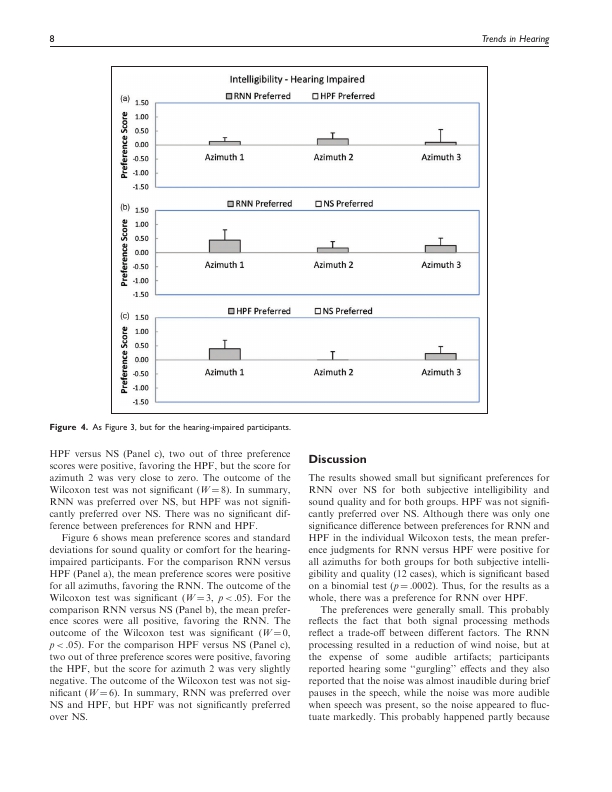 8
Trends in Hearing
Intelligibility - Hearing Impaired
(a)
RNN Preferred HPF Preferred
Preference Score
1.50
1.00
0.50
0.00
-0.50
-1.00
-1.50
Azimuth 1 Azimuth 2 Azimuth 3
(b)
RNN Preferred NS Preferred
Preference Score
1.50
1.00
0.50
0.00
-0.50
-1.00
-1.50
Azimuth 1 Azimuth 2 Azimuth 3
(c)
HPF Preferred NS Preferred
Preference Score
1.50
1.00
0.50
0.00
-0.50
-1.00
-1.50
Azimuth 1 Azimuth 2 Azimuth 3
Figure 4. As Figure 3, but for the hearing-impaired participants.
HPF versus NS (Panel c), two out of three preference
scores were positive, favoring the HPF, but the score for
azimuth 2 was very close to zero. The outcome of the
Wilcoxon test was not significant (W = 8). In summary,
RNN was preferred over NS, but HPF was not signifi-
cantly preferred over NS. There was no significant dif-
ference between preferences for RNN and HPF.
Figure 6 shows mean preference scores and standard
deviations for sound quality or comfort for the hearing-
impaired participants. For the comparison RNN versus
HPF (Panel a), the mean preference scores were positive
for all azimuths, favoring the RNN. The outcome of the
Wilcoxon test was significant (W = 3, p < .05). For the
comparison RNN versus NS (Panel b), the mean prefer-
ence scores were all positive, favoring the RNN. The
outcome of the Wilcoxon test was significant (W = 0,
p < .05). For the comparison HPF versus NS (Panel c),
two out of three preference scores were positive, favoring
the HPF, but the score for azimuth 2 was very slightly
negative. The outcome of the Wilcoxon test was not sig-
nificant (W = 6). In summary, RNN was preferred over
NS and HPF, but HPF was not significantly preferred
over NS.
Discussion
The results showed small but significant preferences for
RNN over NS for both subjective intelligibility and
sound quality and for both groups. HPF was not signifi-
cantly preferred over NS. Although there was only one
significance difference between preferences for RNN and
HPF in the individual Wilcoxon tests, the mean prefer-
ence judgments for RNN versus HPF were positive for
all azimuths for both groups for both subjective intelli-
gibility and quality (12 cases), which is significant based
on a binomial test (p = .0002). Thus, for the results as a
whole, there was a preference for RNN over HPF.
The preferences were generally small. This probably
reflects the fact that both signal processing methods
reflect a trade-off between different factors. The RNN
processing resulted in a reduction of wind noise, but at
the expense of some audible artifacts; participants
reported hearing some “gurgling” effects and they also
reported that the noise was almost inaudible during brief
pauses in the speech, while the noise was more audible
when speech was present, so the noise appeared to fluc-
tuate markedly. This probably happened partly because